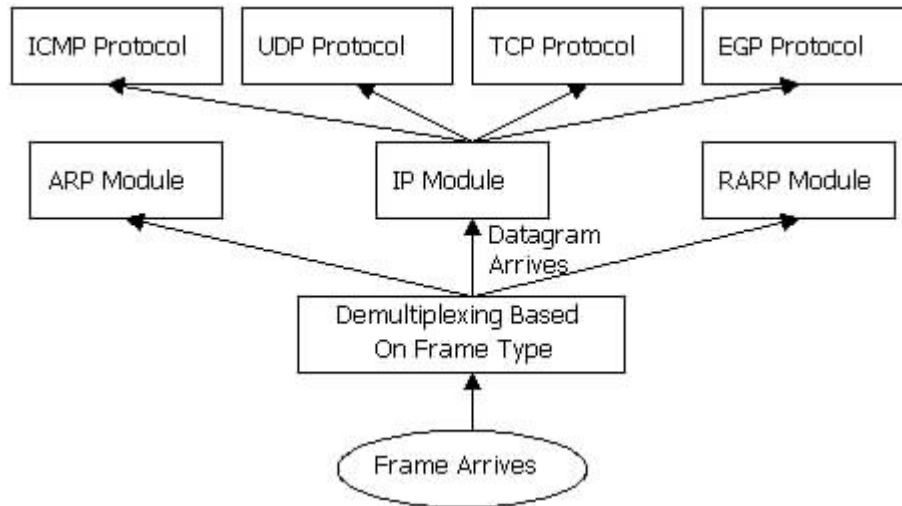 ICMP Protocol
UDP Protocol
TCP Protocol
EGP Protocol
ARP Module
IP Module
RARP Module
Datagram
Arrives
Demultiplexing Based
On Frame Type
Frame Arrives